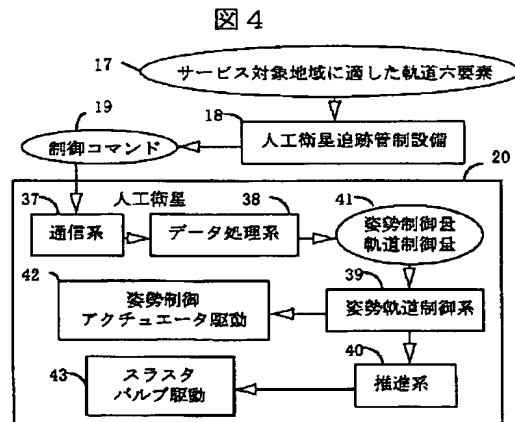 図4
17
サービス対象地域に適した軌道六要素
19
18
制御コマンド
人工衛星追跡管制設備
20
37
人工衛星
38
41
通信系
データ処理系
姿勢制御量
軌道制御量
42
39
姿勢制御
アクチュエータ駆動
姿勢軌道制御系
40
43
スラスタ
バルブ駆動
推進系